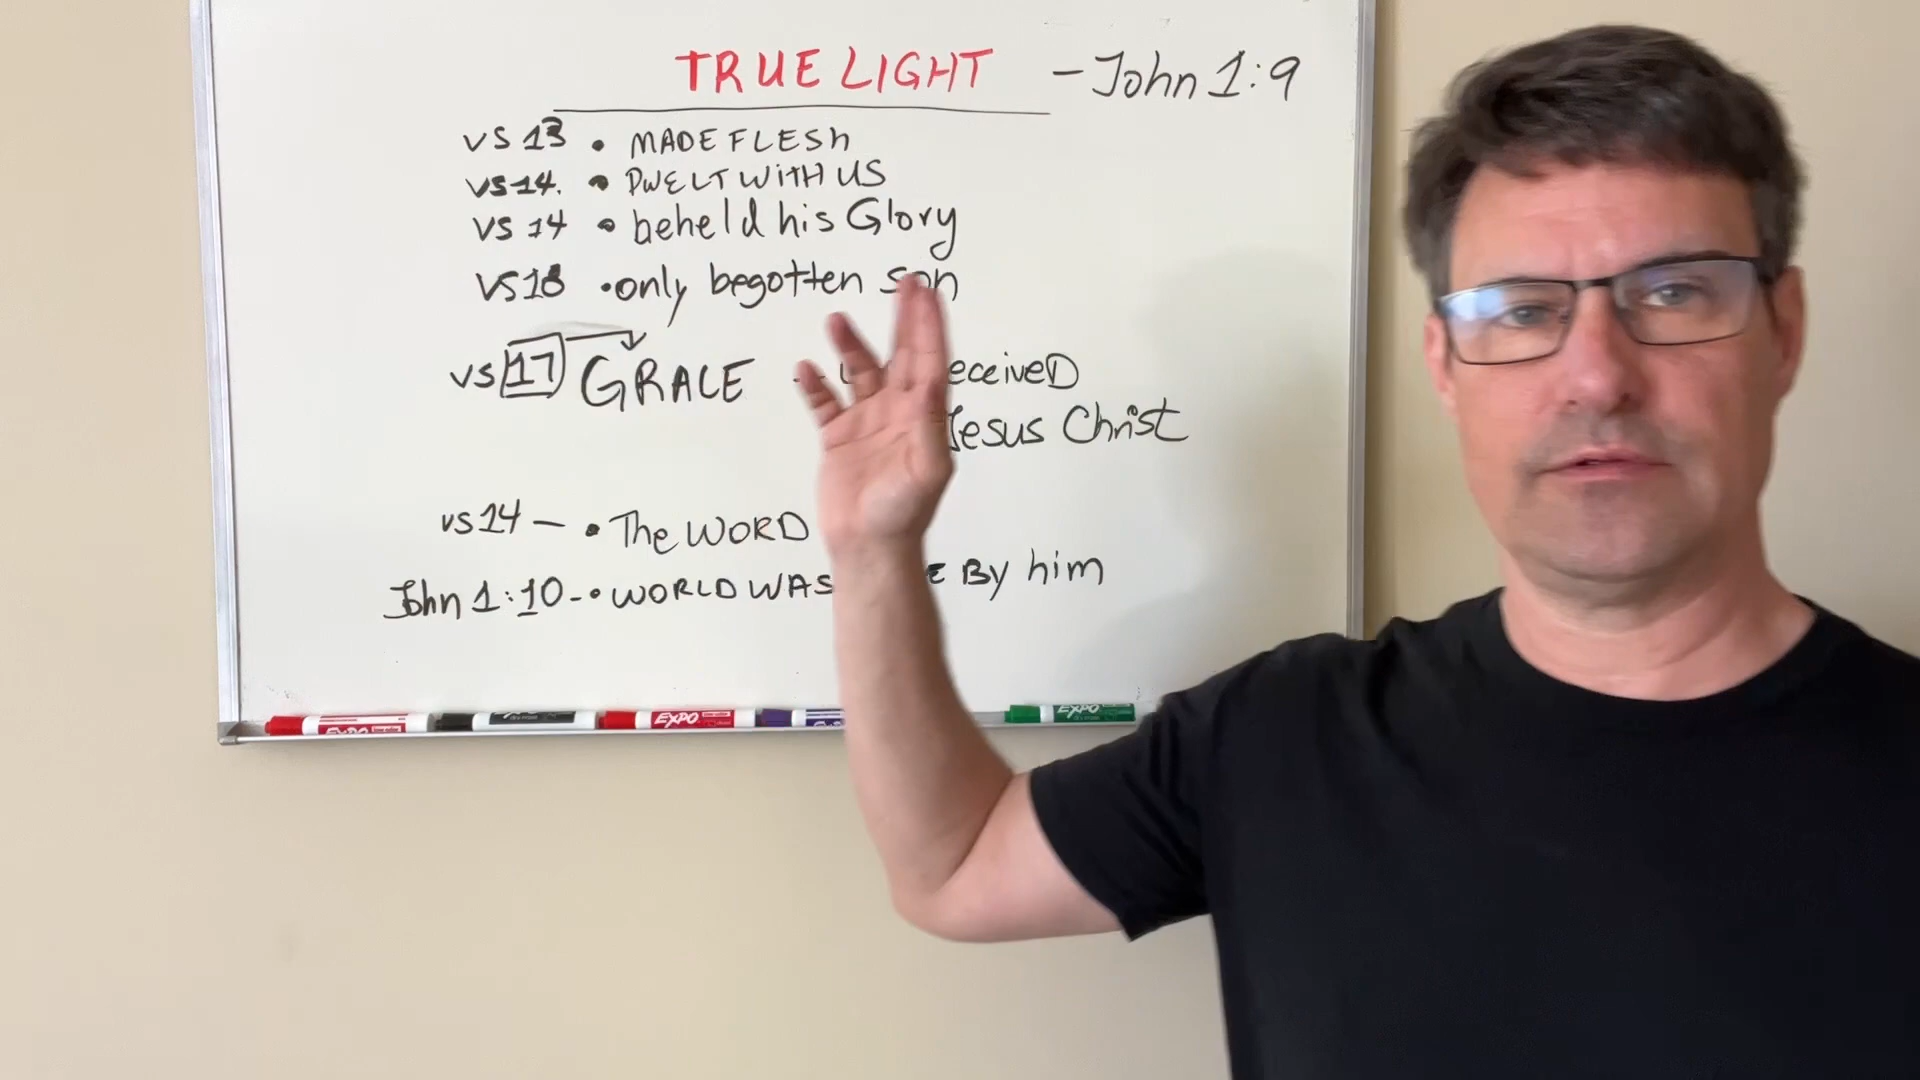 TRUE LIGHT - John 1:9
VS 13 • MADE FLESh
VS 14. • DWELT WiTH US
VS 14 • beheld his Glory
VS 18 • only begotten son
VS 17 GRACE -
Jesus Christ
VS 14 - • The WORD
John 1:10 - • WORLD WAS By him
EXPO
EXPO
EXPO